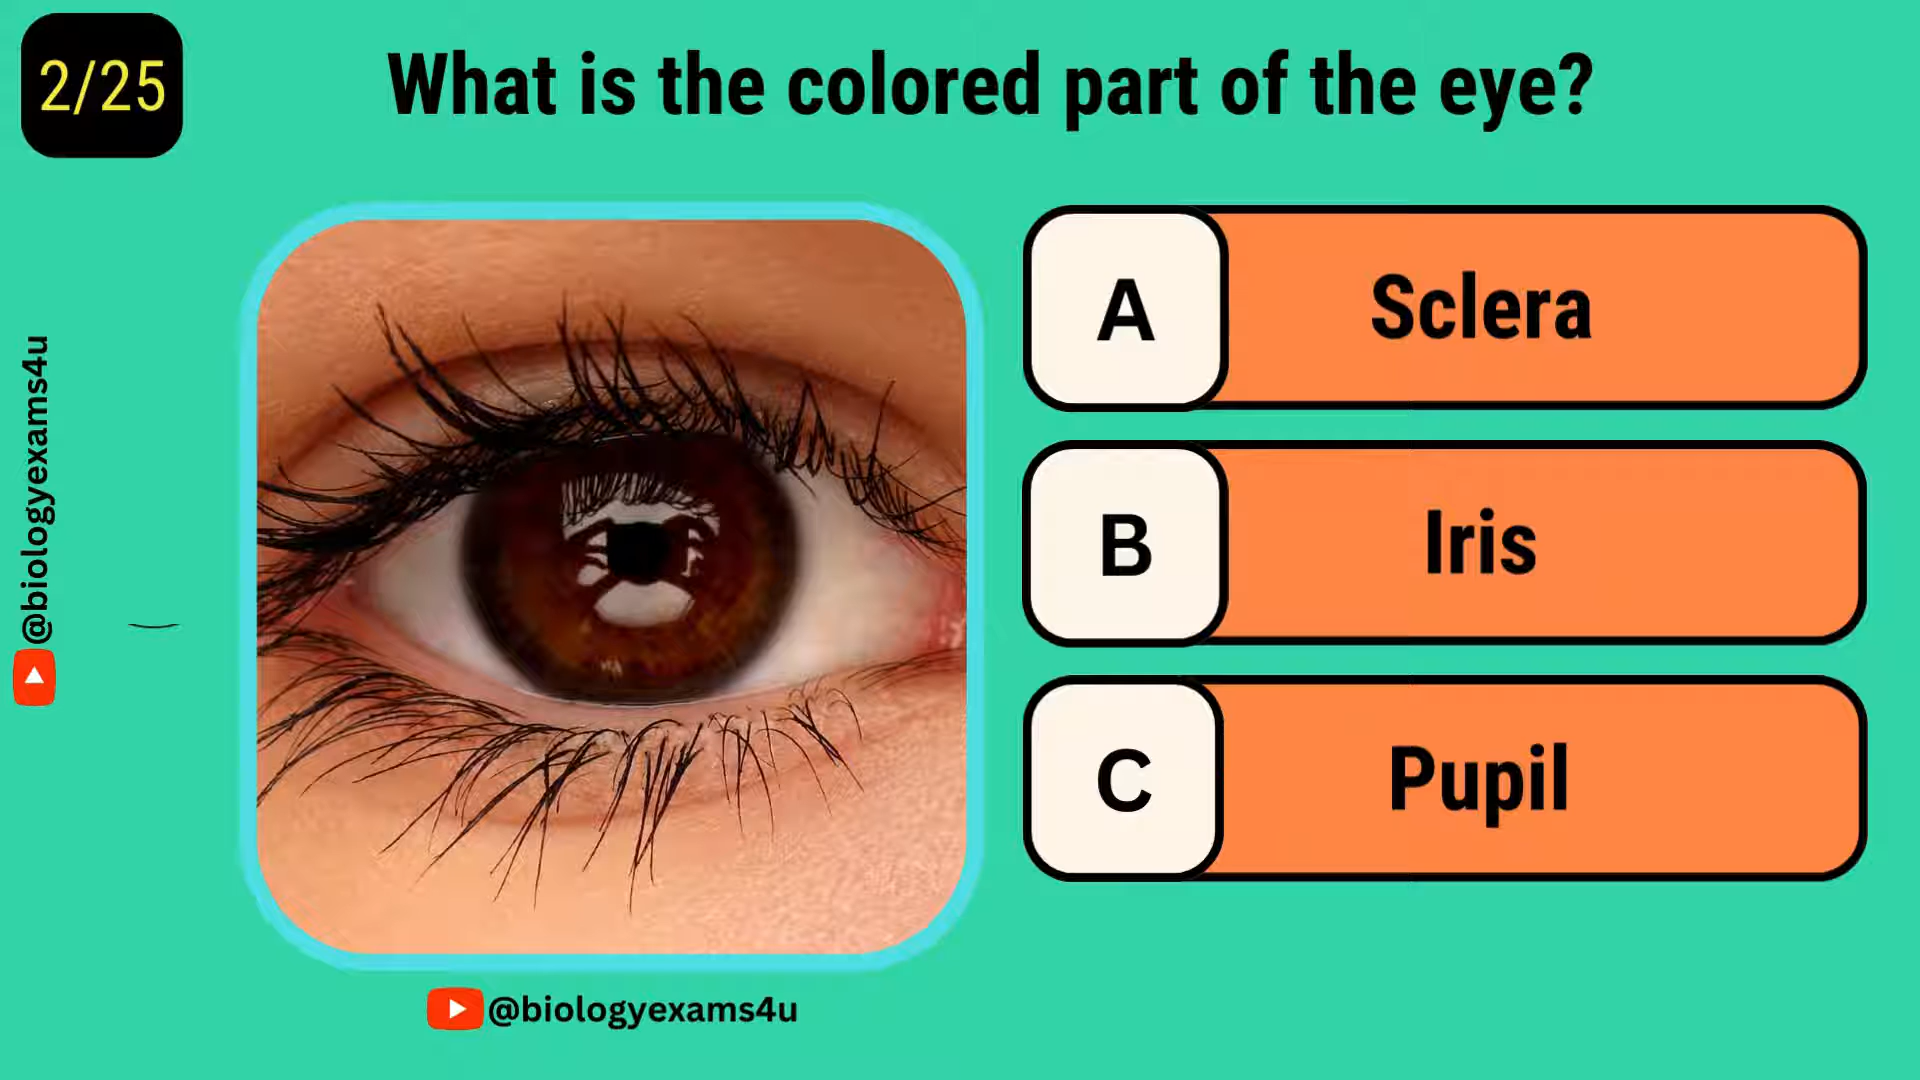 2/25
What is the colored part of the eye?
A
Sclera
B
Iris
C
Pupil
@biologyexams4u
@biologyexams4u